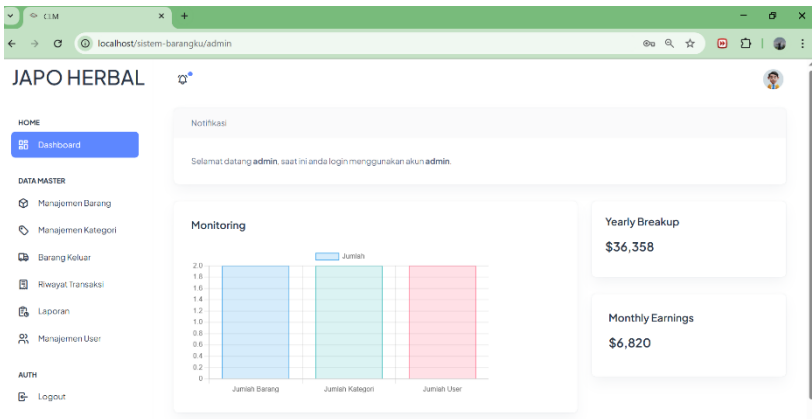 localhost/sistem-barangku/admin
JAPO HERBAL
HOME
Dashboard
DATA MASTER
Manajemen Barang
Manajemen Kategori
Barang Keluar
Riwayat Transaksi
Laporan
Manajemen User
AUTH
Logout
Notifikasi
Selamat datang admin, saat ini anda login menggunakan akun admin.
Monitoring
Jumlah
2.0
1.8
1.6
1.4
1.2
1.0
0.8
0.6
0.4
0.2
0
Jumlah Barang
Jumlah Kategori
Jumlah User
Yearly Breakup
$36,358
Monthly Earnings
$6,820